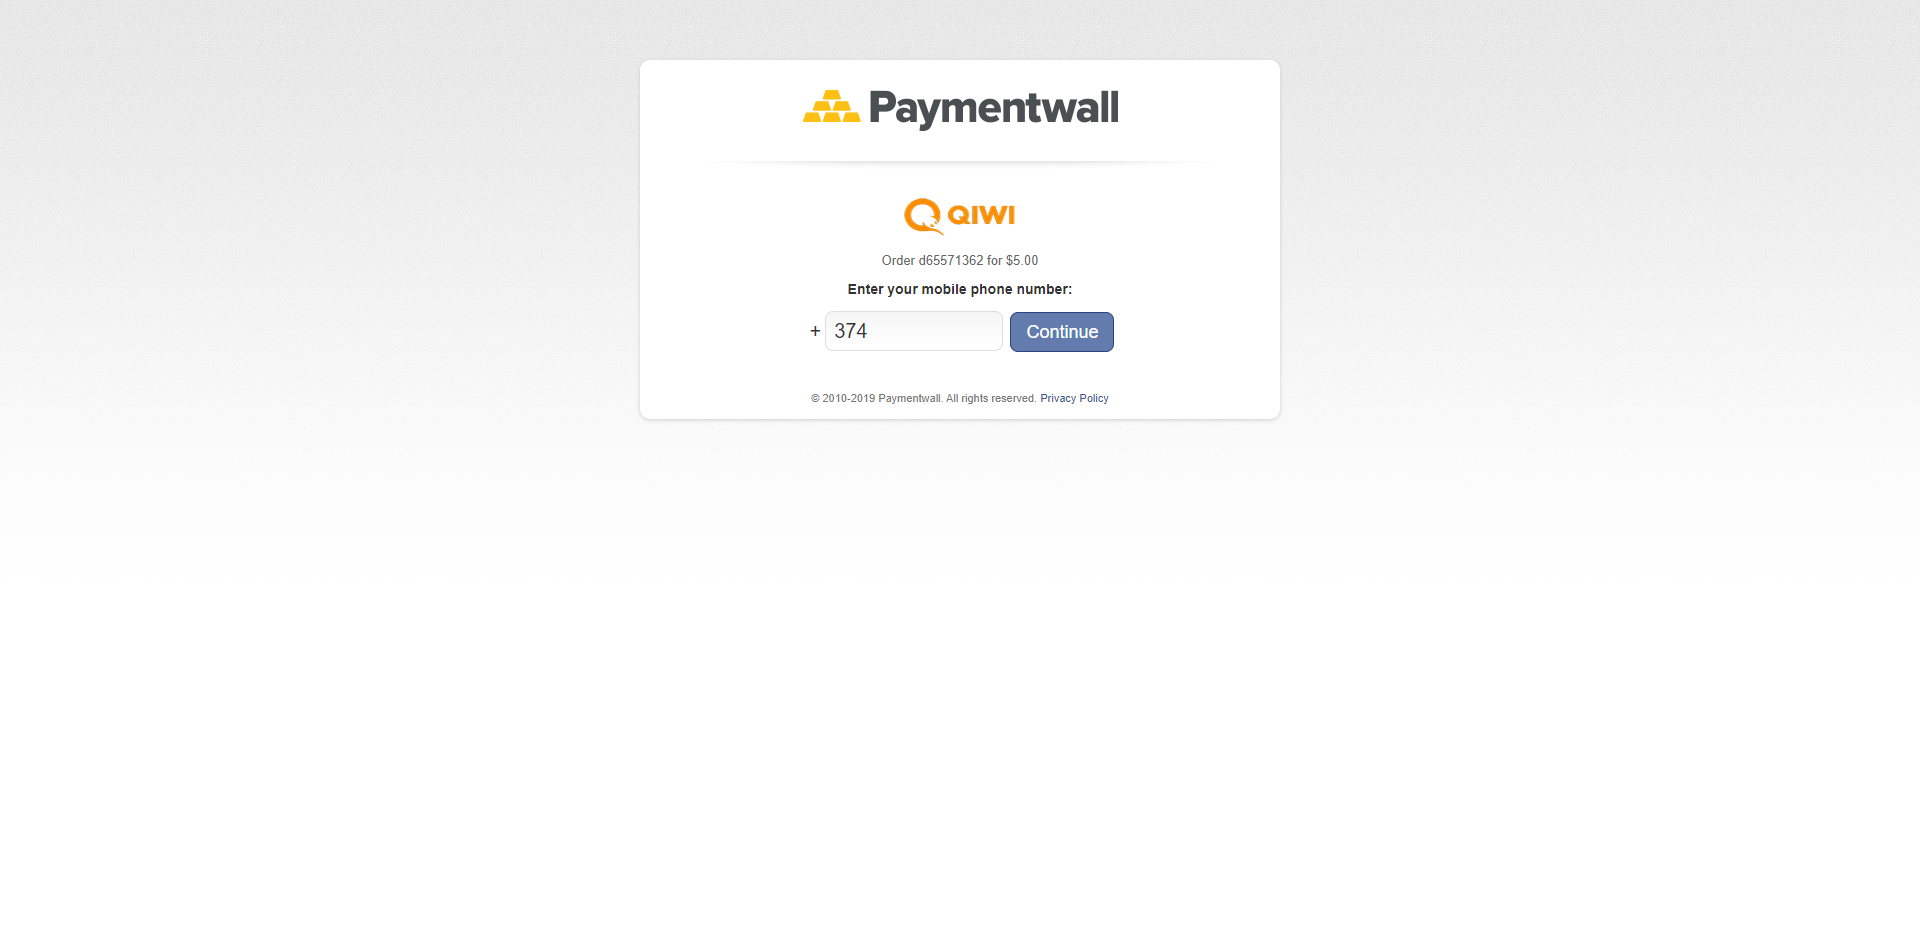 Paymentwall
QIWI
Order d65571362 for $5.00
Enter your mobile phone number:
+ 374 Continue
© 2010-2019 Paymentwall. All rights reserved. Privacy Policy